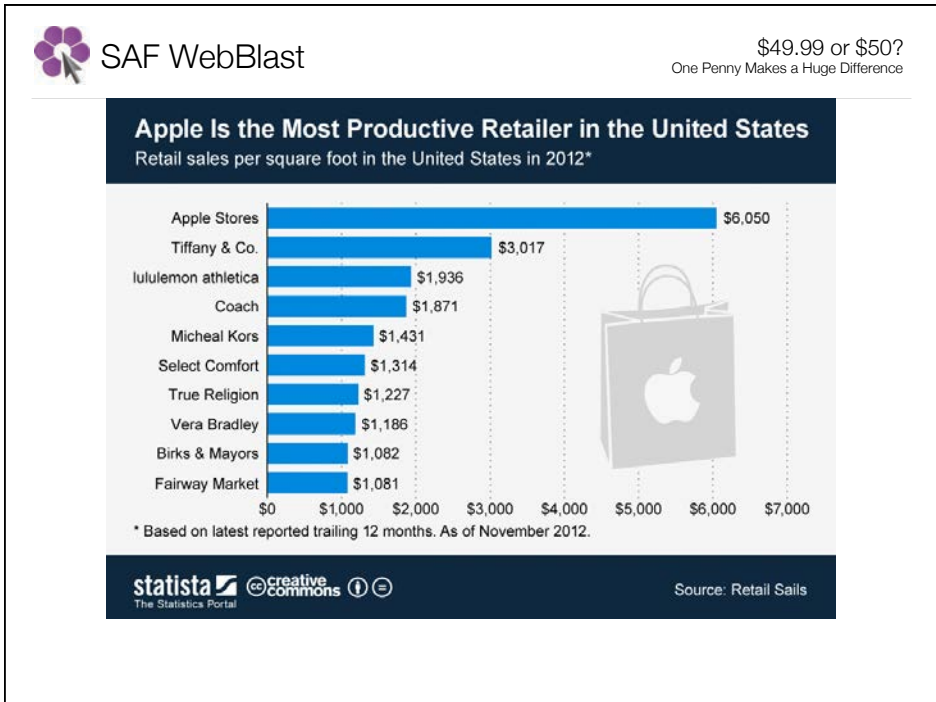 SAF WebBlast
$49.99 or $50?
One Penny Makes a Huge Difference
Apple Is the Most Productive Retailer in the United States
Retail sales per square foot in the United States in 2012*
Apple Stores $6,050
Tiffany & Co. $3,017
lululemon athletica $1,936
Coach $1,871
Micheal Kors $1,431
Select Comfort $1,314
True Religion $1,227
Vera Bradley $1,186
Birks & Mayors $1,082
Fairway Market $1,081
$0 $1,000 $2,000 $3,000 $4,000 $5,000 $6,000 $7,000
* Based on latest reported trailing 12 months. As of November 2012.
statista cc creative commons
The Statistics Portal
Source: Retail Sails